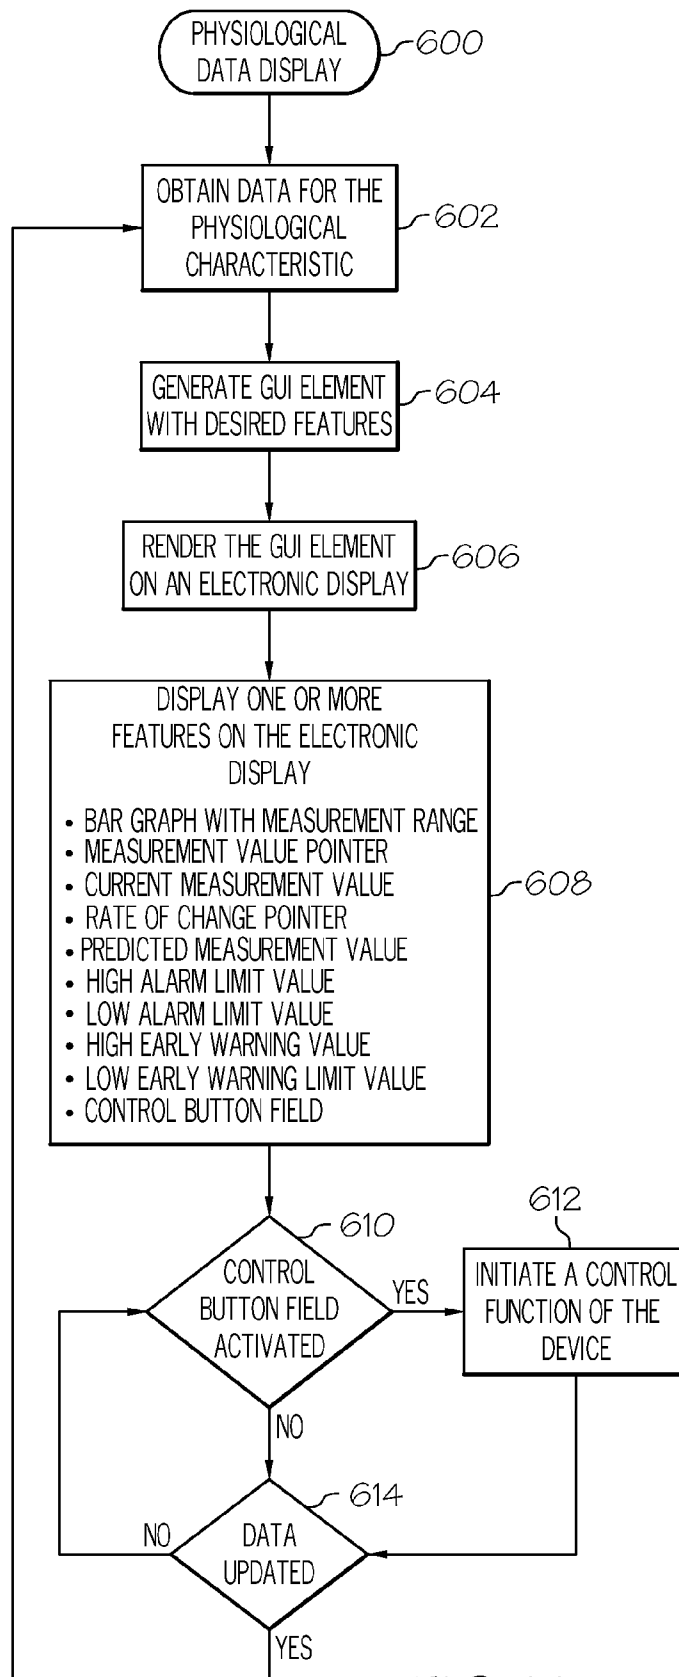 PHYSIOLOGICAL
DATA DISPLAY
600
OBTAIN DATA FOR THE
PHYSIOLOGICAL
CHARACTERISTIC
602
GENERATE GUI ELEMENT
WITH DESIRED FEATURES
604
RENDER THE GUI ELEMENT
ON AN ELECTRONIC DISPLAY
606
DISPLAY ONE OR MORE
FEATURES ON THE ELECTRONIC
DISPLAY
• BAR GRAPH WITH MEASUREMENT RANGE
• MEASUREMENT VALUE POINTER
• CURRENT MEASUREMENT VALUE
• RATE OF CHANGE POINTER
• PREDICTED MEASUREMENT VALUE
• HIGH ALARM LIMIT VALUE
• LOW ALARM LIMIT VALUE
• HIGH EARLY WARNING VALUE
• LOW EARLY WARNING LIMIT VALUE
• CONTROL BUTTON FIELD
608
610
CONTROL
BUTTON FIELD
ACTIVATED
YES
612
INITIATE A CONTROL
FUNCTION OF THE
DEVICE
NO
614
DATA
UPDATED
NO
YES